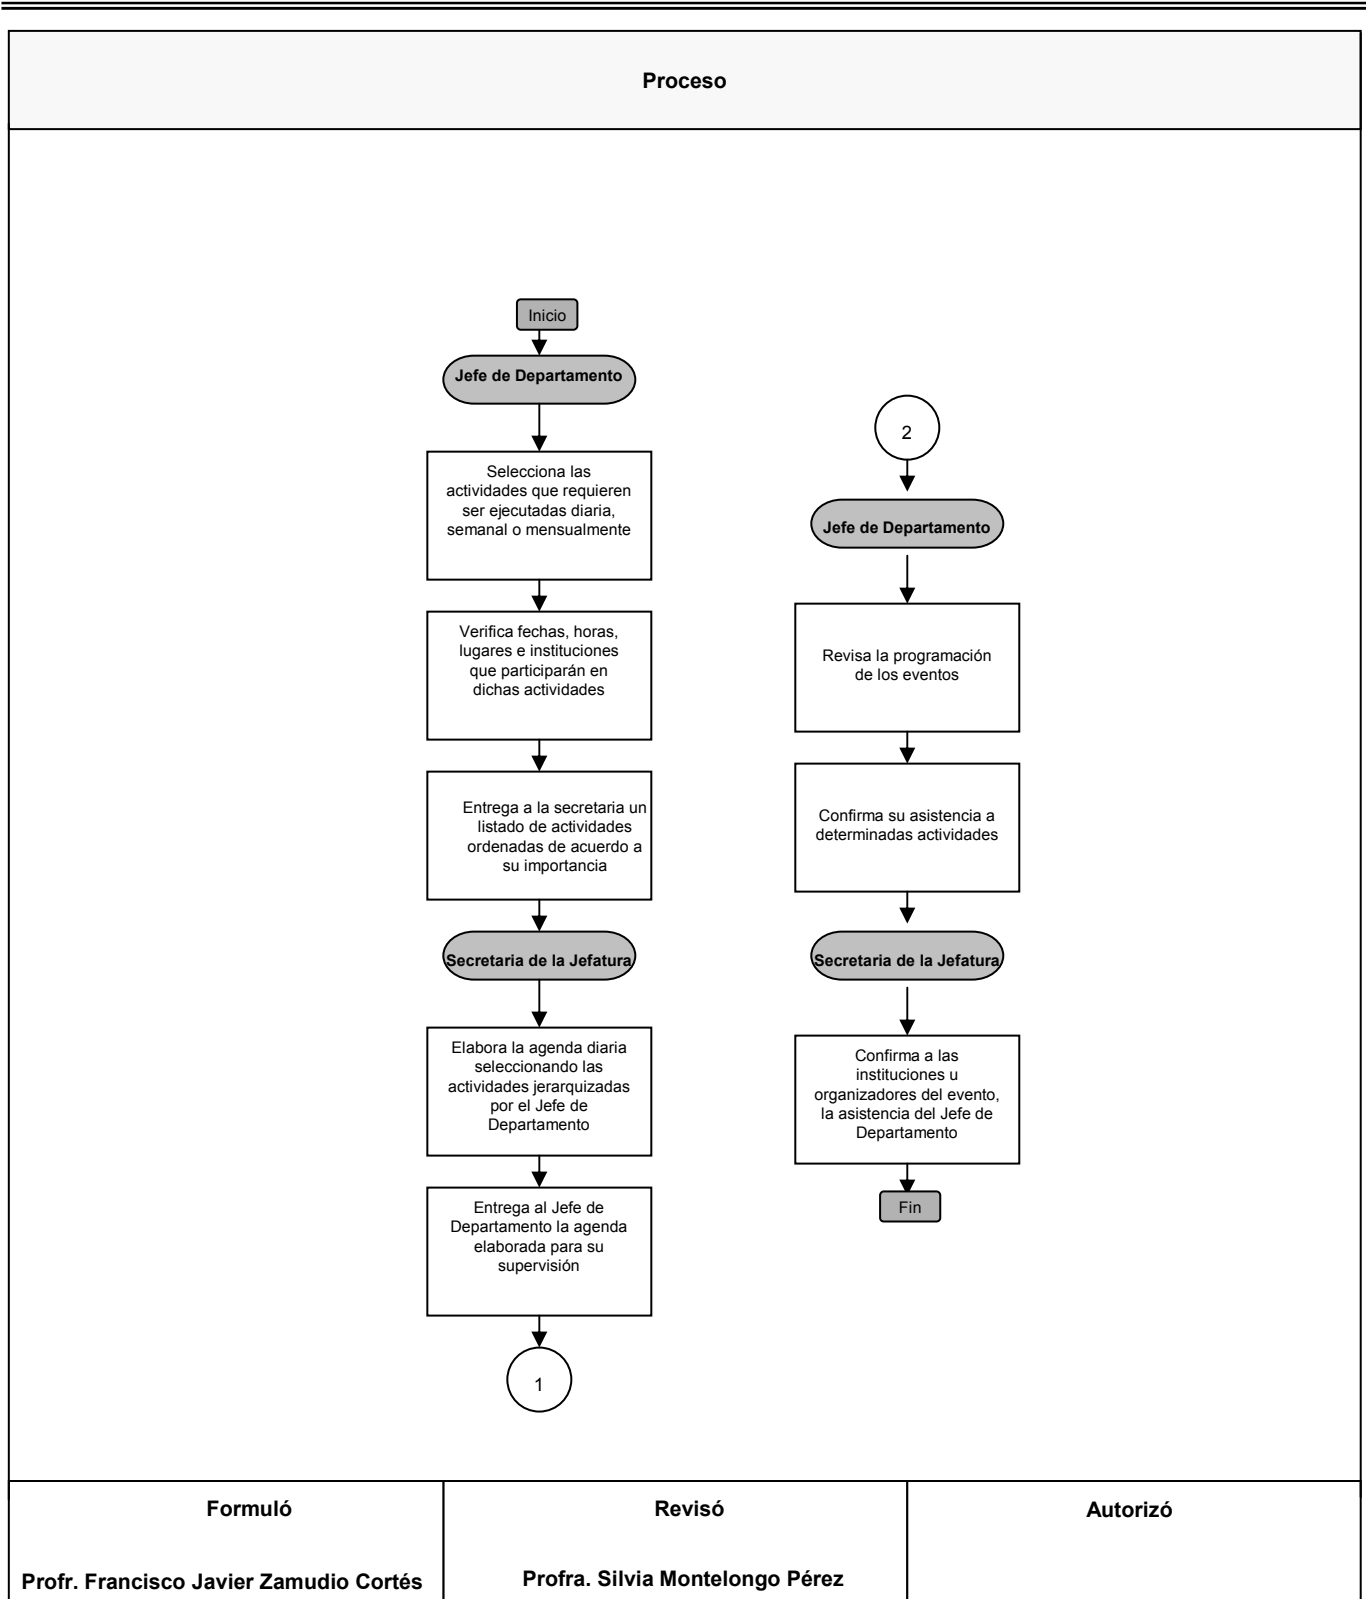 Proceso
Inicio
Jefe de Departamento
Selecciona las
actividades que requieren
ser ejecutadas diaria,
semanal o mensualmente
Verifica fechas, horas,
lugares e instituciones
que participarán en
dichas actividades
Entrega a la secretaria un
listado de actividades
ordenadas de acuerdo a
su importancia
Secretaria de la Jefatura
Elabora la agenda diaria
seleccionando las
actividades jerarquizadas
por el Jefe de
Departamento
Entrega al Jefe de
Departamento la agenda
elaborada para su
supervisión
1
2
Jefe de Departamento
Revisa la programación
de los eventos
Confirma su asistencia a
determinadas actividades
Secretaria de la Jefatura
Confirma a las
instituciones u
organizadores del evento,
la asistencia del Jefe de
Departamento
Fin
Formuló
Profr. Francisco Javier Zamudio Cortés
Revisó
Profra. Silvia Montelongo Pérez
Autorizó